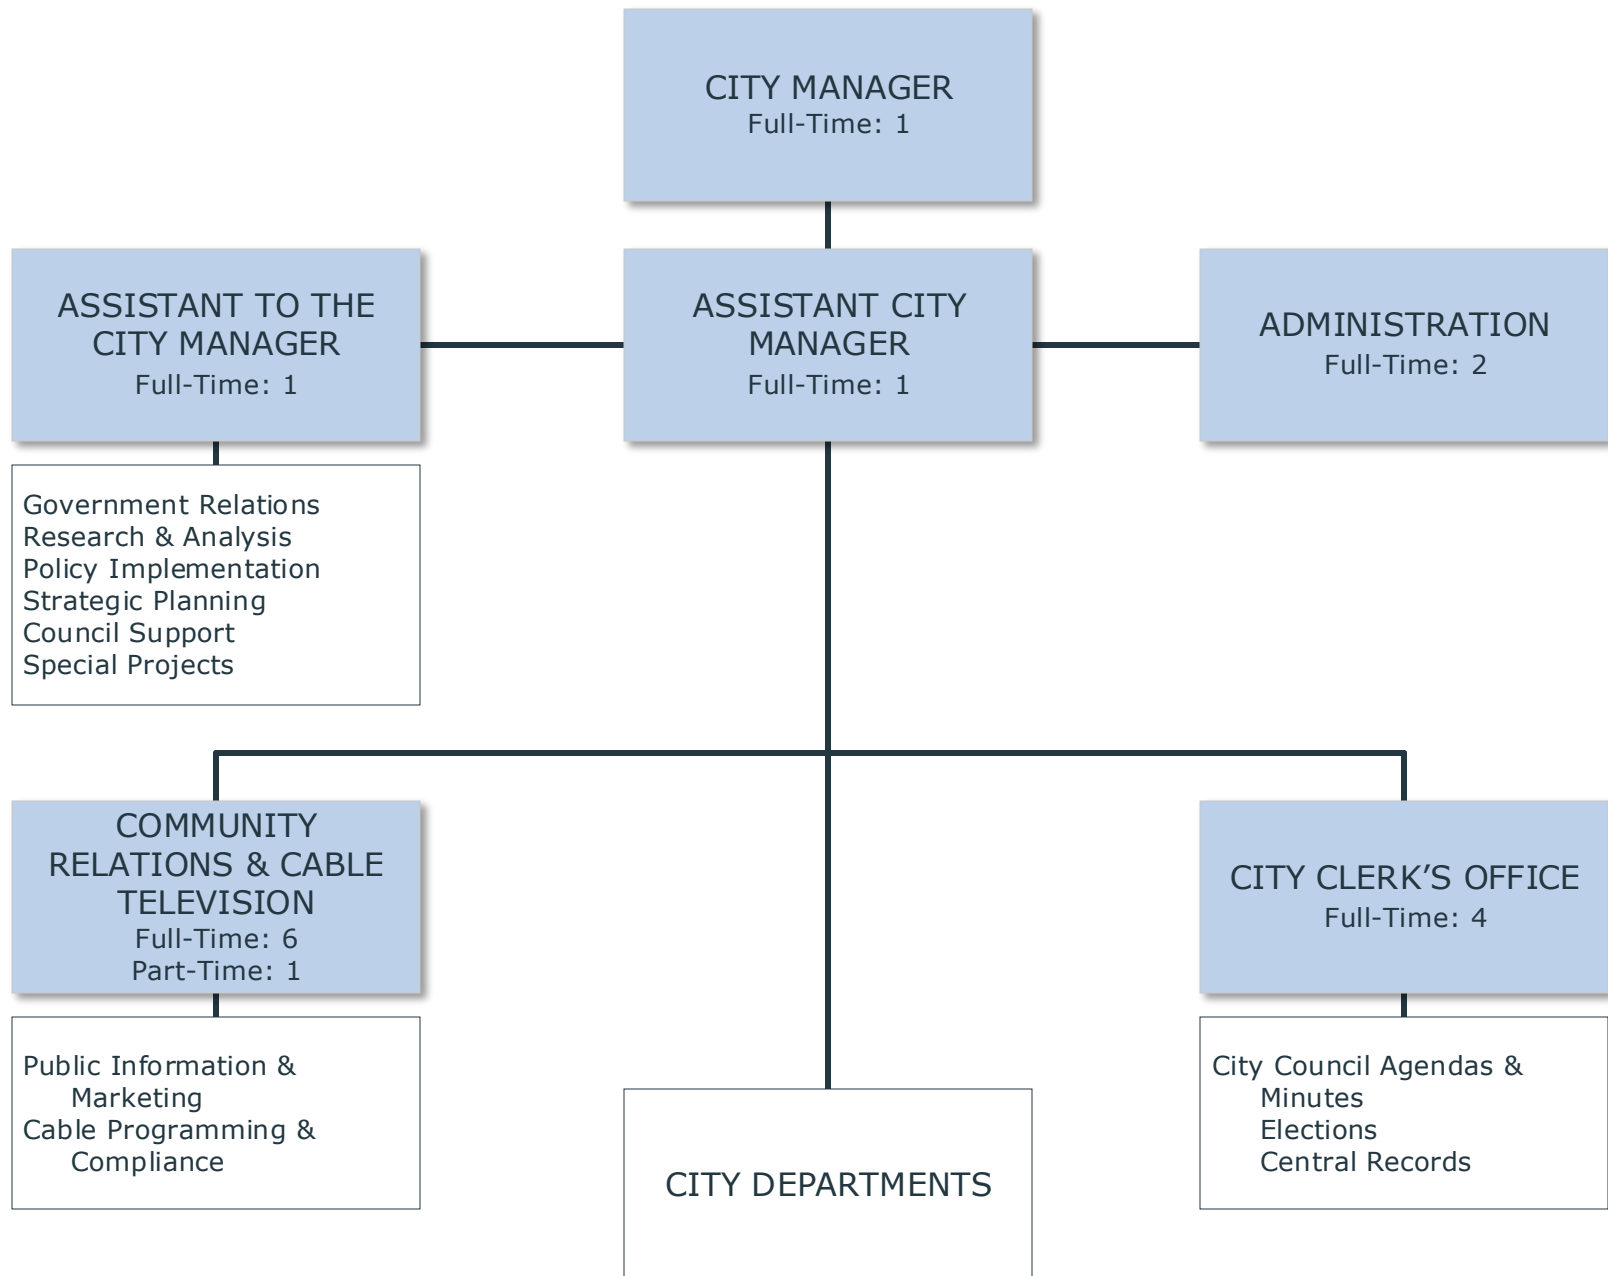 CITY MANAGER
Full-Time: 1
ASSISTANT TO THE
CITY MANAGER
Full-Time: 1
ASSISTANT CITY
MANAGER
Full-Time: 1
ADMINISTRATION
Full-Time: 2
Government Relations
Research & Analysis
Policy Implementation
Strategic Planning
Council Support
Special Projects
COMMUNITY
RELATIONS & CABLE
TELEVISION
Full-Time: 6
Part-Time: 1
CITY CLERK’S OFFICE
Full-Time: 4
Public Information &
Marketing
Cable Programming &
Compliance
CITY DEPARTMENTS
City Council Agendas &
Minutes
Elections
Central Records